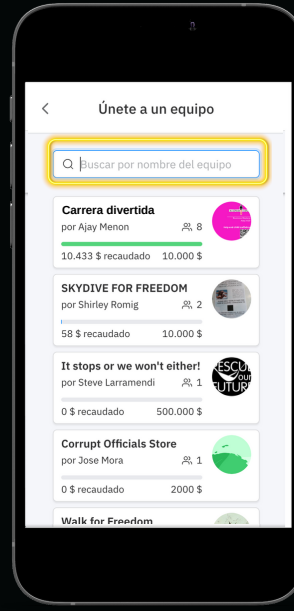 Únete a un equipo
Buscar por nombre del equipo
Carrera divertida
por Ajay Menon 8
10.433 $ recaudado 10.000 $
SKYDIVE FOR FREEDOM
por Shirley Romig 2
58 $ recaudado 10.000 $
It stops or we won't either!
por Steve Larramendi 1
0 $ recaudado 500.000 $
RESCUE
our
FUTURE
Corrupt Officials Store
por Jose Mora 1
0 $ recaudado 2000 $
Walk for Freedom